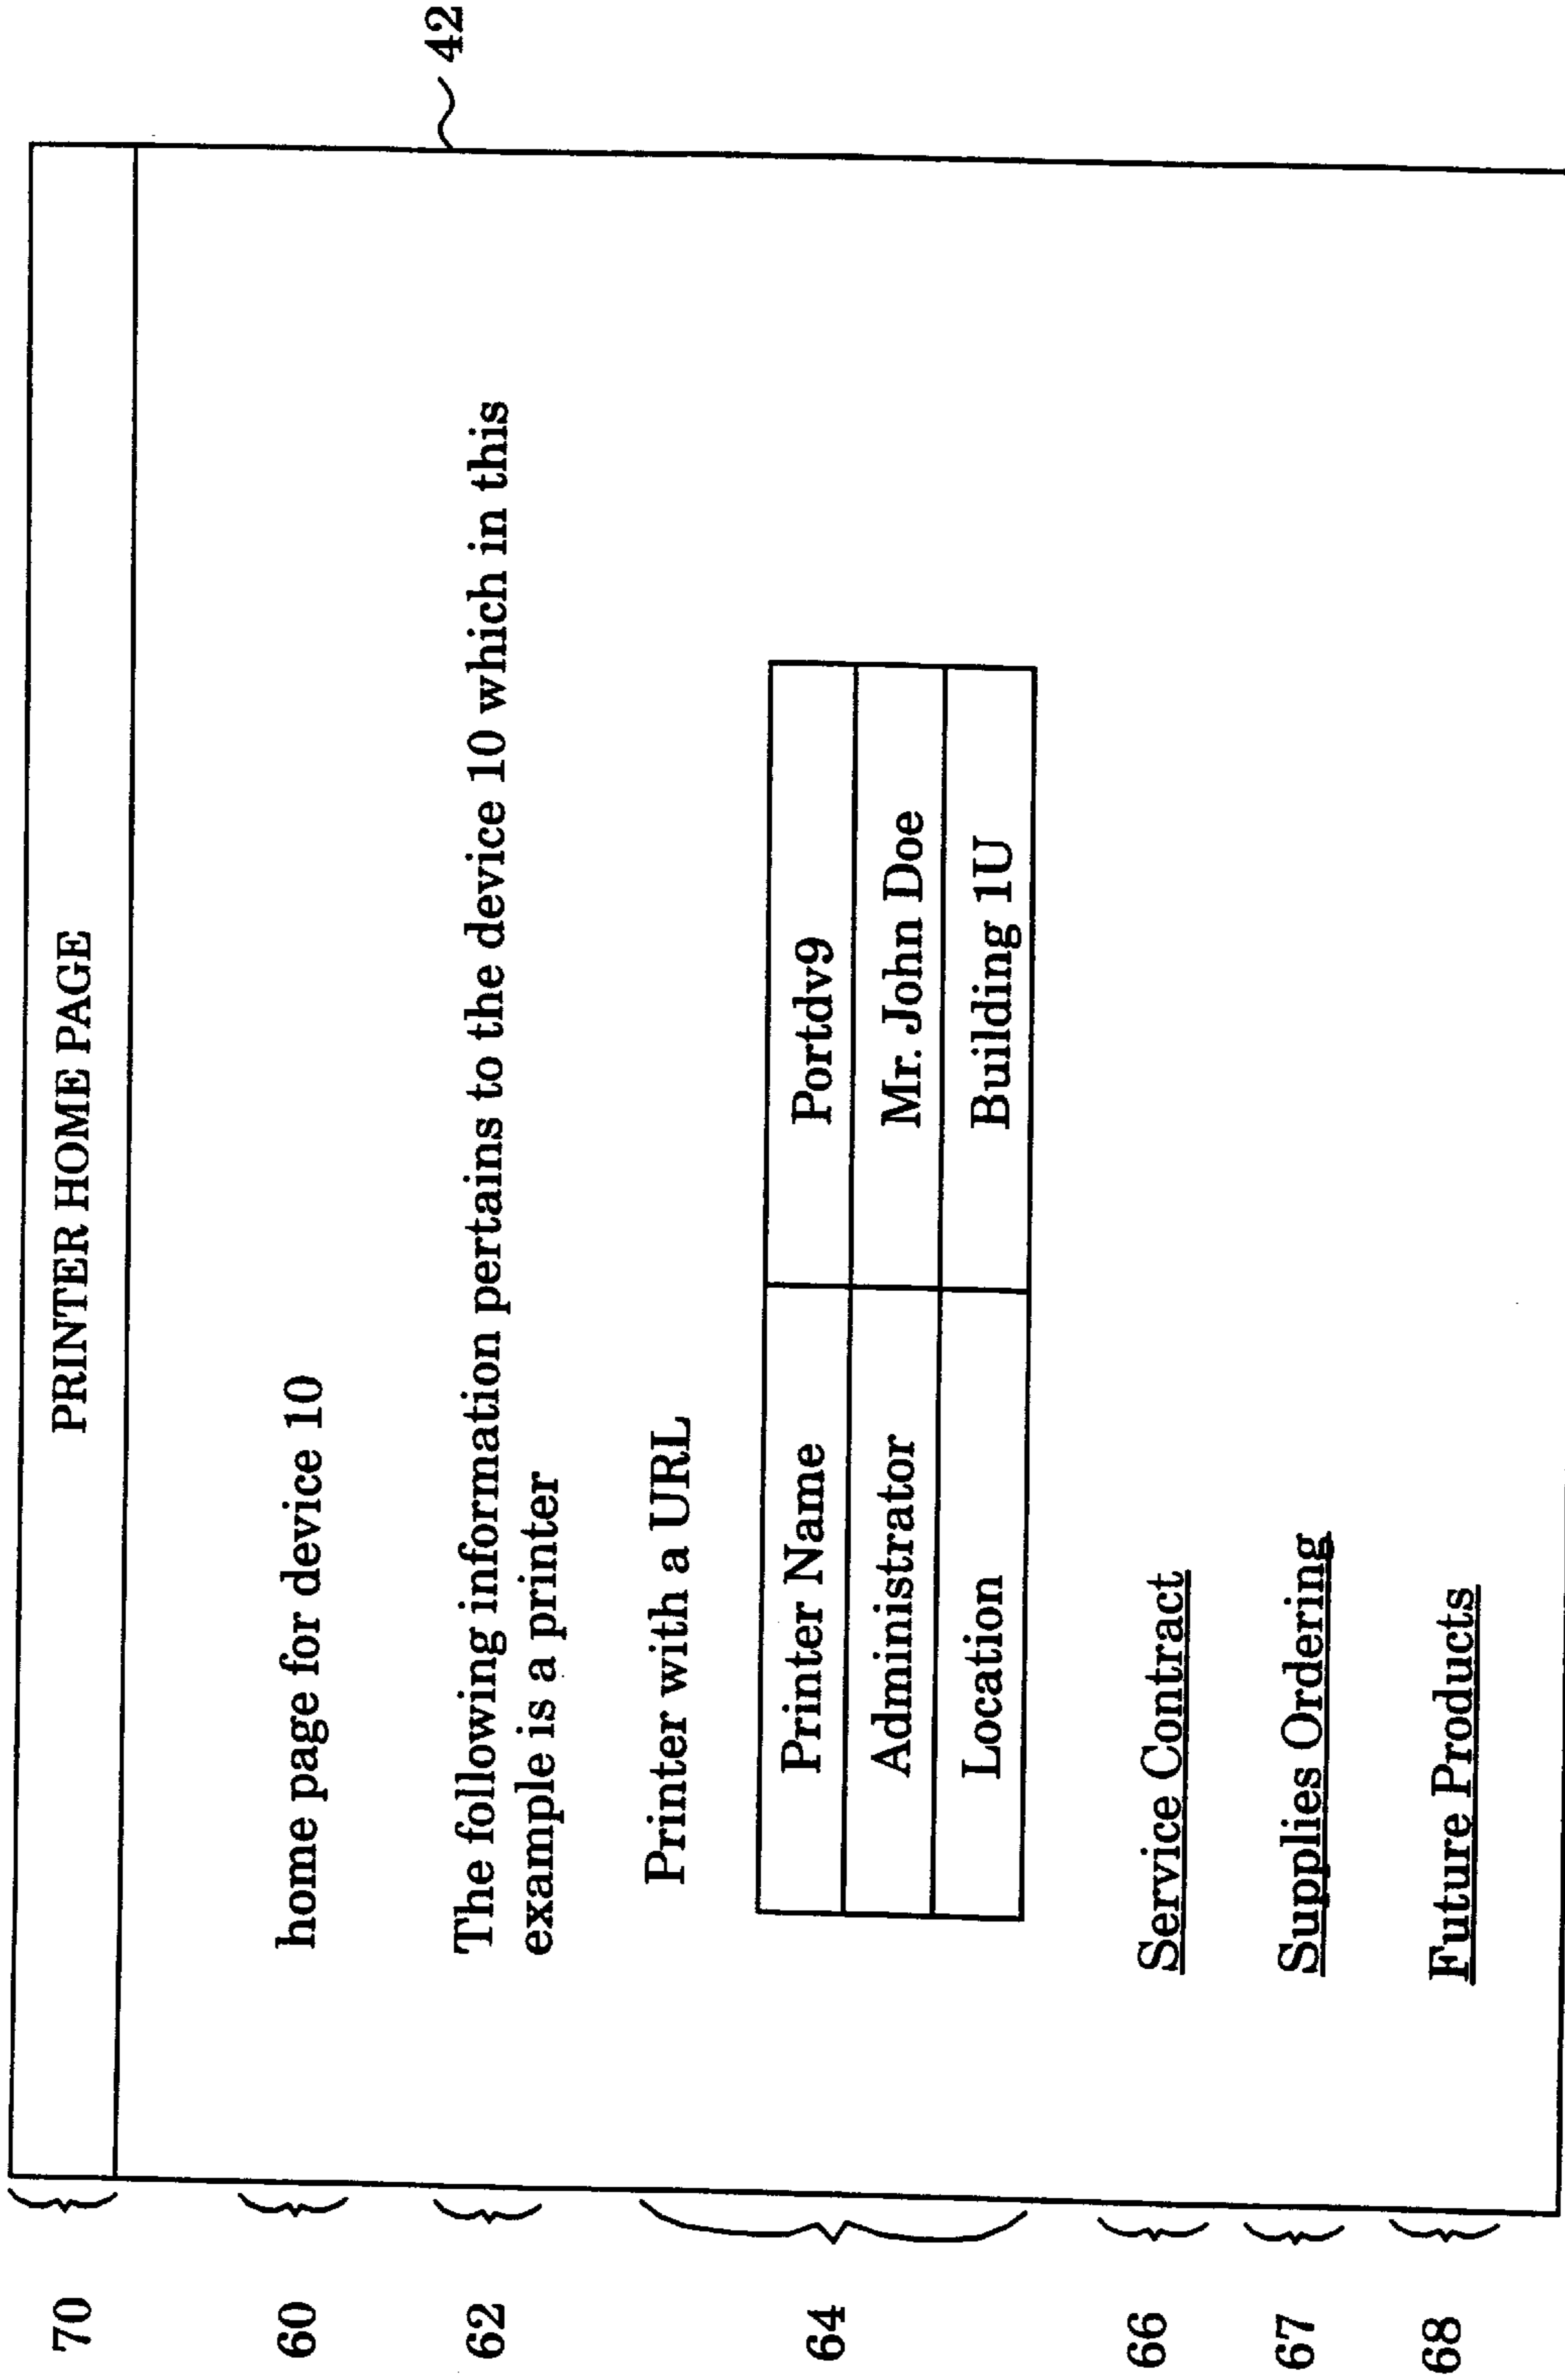 42
70 PRINTER HOME PAGE
60 home page for device 10
62 The following information pertains to the device 10 which in this
example is a printer
Printer with a URL
64
Printer Name Portdv9
Administrator Mr. John Doe
Location Building 1U
66 Service Contract
67 Supplies Ordering
68 Future Products